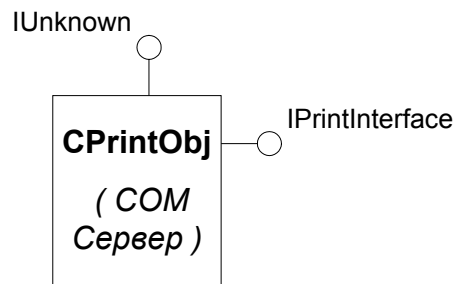 IUnknown
IPrintInterface
CPrintObj
( COM
Сервер )